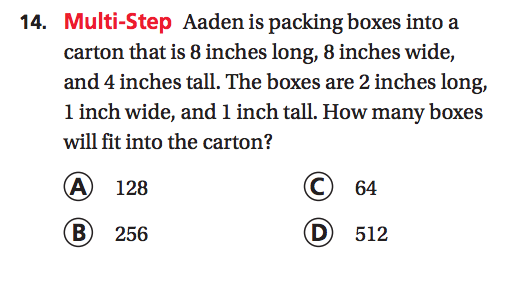 14. Multi-Step Aaden is packing boxes into a
carton that is 8 inches long, 8 inches wide,
and 4 inches tall. The boxes are 2 inches long,
1 inch wide, and 1 inch tall. How many boxes
will fit into the carton?
A 128 C 64
B 256 D 512